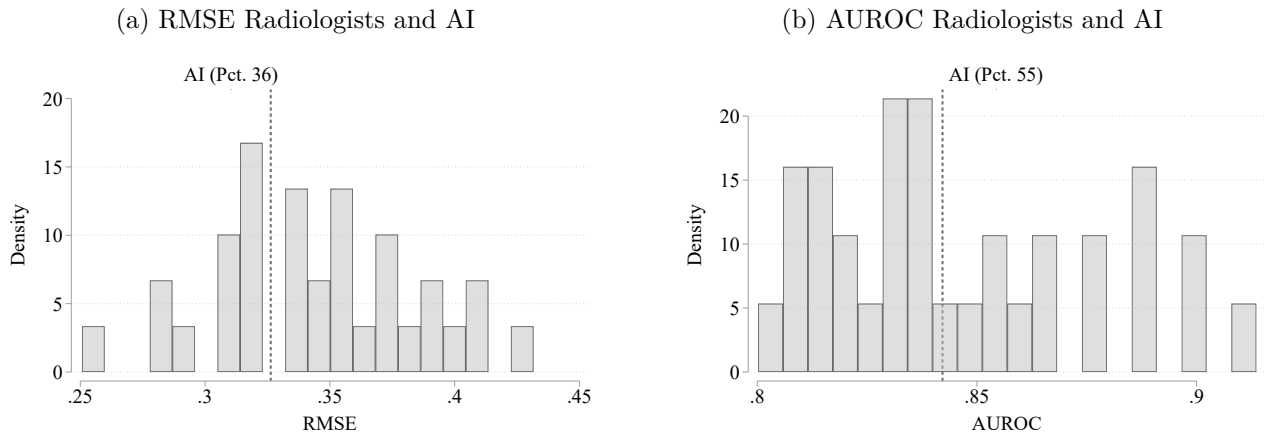 (a) RMSE Radiologists and AI
AI (Pct. 36)
20
15
10
5
0
Density
.25 .3 .35 .4 .45
RMSE
(b) AUROC Radiologists and AI
AI (Pct. 55)
20
15
10
5
0
Density
.8 .85 .9
AUROC